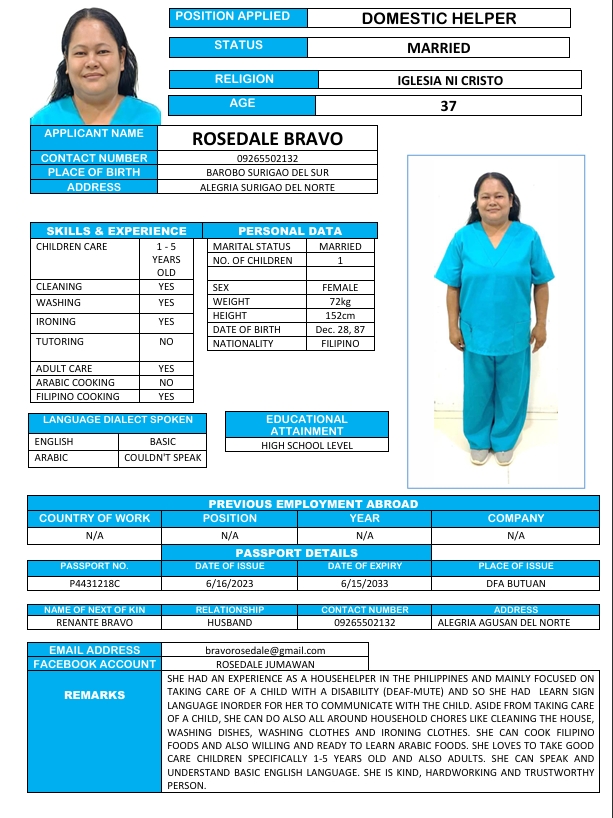 POSITION APPLIED DOMESTIC HELPER
STATUS MARRIED
RELIGION IGLESIA NI CRISTO
AGE 37
APPLICANT NAME ROSEDALE BRAVO
CONTACT NUMBER 09265502132
PLACE OF BIRTH BAROBO SURIGAO DEL SUR
ADDRESS ALEGRIA SURIGAO DEL NORTE
SKILLS & EXPERIENCE
CHILDREN CARE 1 - 5
YEARS
OLD
CLEANING YES
WASHING YES
IRONING YES
TUTORING NO
ADULT CARE YES
ARABIC COOKING NO
FILIPINO COOKING YES
PERSONAL DATA
MARITAL STATUS MARRIED
NO. OF CHILDREN 1
SEX FEMALE
WEIGHT 72kg
HEIGHT 152cm
DATE OF BIRTH Dec. 28, 87
NATIONALITY FILIPINO
LANGUAGE DIALECT SPOKEN
ENGLISH BASIC
ARABIC COULDN'T SPEAK
EDUCATIONAL
ATTAINMENT
HIGH SCHOOL LEVEL
PREVIOUS EMPLOYMENT ABROAD
COUNTRY OF WORK POSITION YEAR COMPANY
N/A N/A N/A N/A
PASSPORT DETAILS
PASSPORT NO. DATE OF ISSUE DATE OF EXPIRY PLACE OF ISSUE
P4431218C 6/16/2023 6/15/2033 DFA BUTUAN
NAME OF NEXT OF KIN RELATIONSHIP CONTACT NUMBER ADDRESS
RENANTE BRAVO HUSBAND 09265502132 ALEGRIA AGUSAN DEL NORTE
EMAIL ADDRESS bravorosedale@gmail.com
FACEBOOK ACCOUNT ROSEDALE JUMAWAN
REMARKS
SHE HAD AN EXPERIENCE AS A HOUSEHELPER IN THE PHILIPPINES AND MAINLY FOCUSED ON
TAKING CARE OF A CHILD WITH A DISABILITY (DEAF-MUTE) AND SO SHE HAD LEARN SIGN
LANGUAGE INORDER FOR HER TO COMMUNICATE WITH THE CHILD. ASIDE FROM TAKING CARE
OF A CHILD, SHE CAN DO ALSO ALL AROUND HOUSEHOLD CHORES LIKE CLEANING THE HOUSE,
WASHING DISHES, WASHING CLOTHES AND IRONING CLOTHES. SHE CAN COOK FILIPINO
FOODS AND ALSO WILLING AND READY TO LEARN ARABIC FOODS. SHE LOVES TO TAKE GOOD
CARE CHILDREN SPECIFICALLY 1-5 YEARS OLD AND ALSO ADULTS. SHE CAN SPEAK AND
UNDERSTAND BASIC ENGLISH LANGUAGE. SHE IS KIND, HARDWORKING AND TRUSTWORTHY
PERSON.